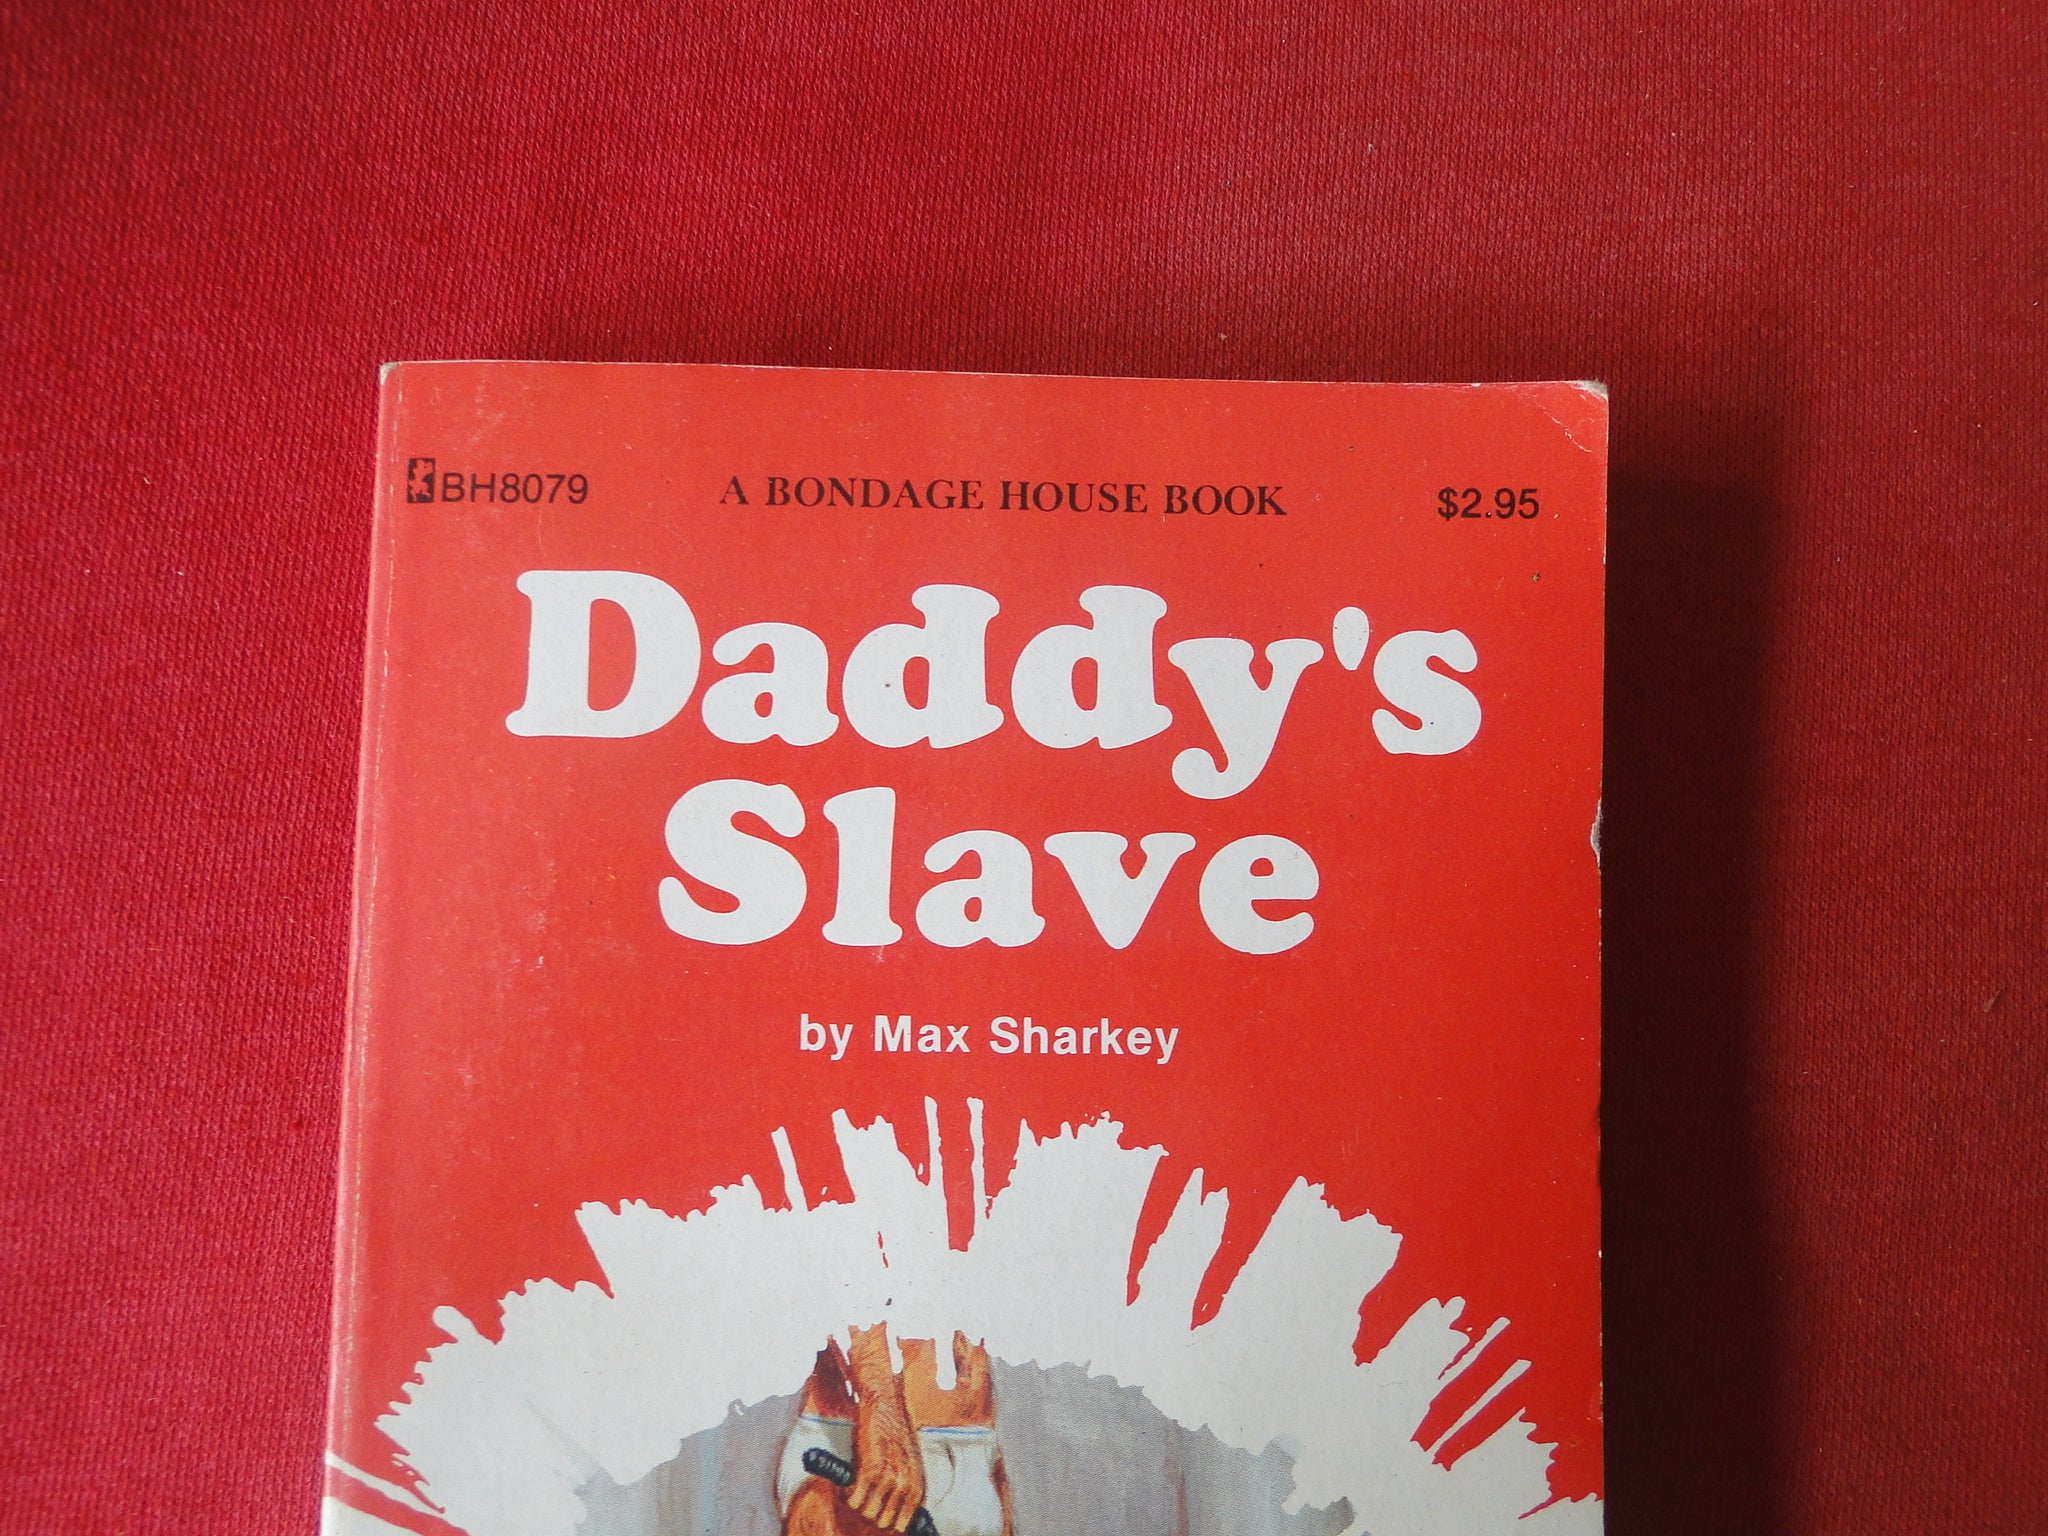 BH8079 A BONDAGE HOUSE BOOK $2.95
Daddy's
Slave
by Max Sharkey